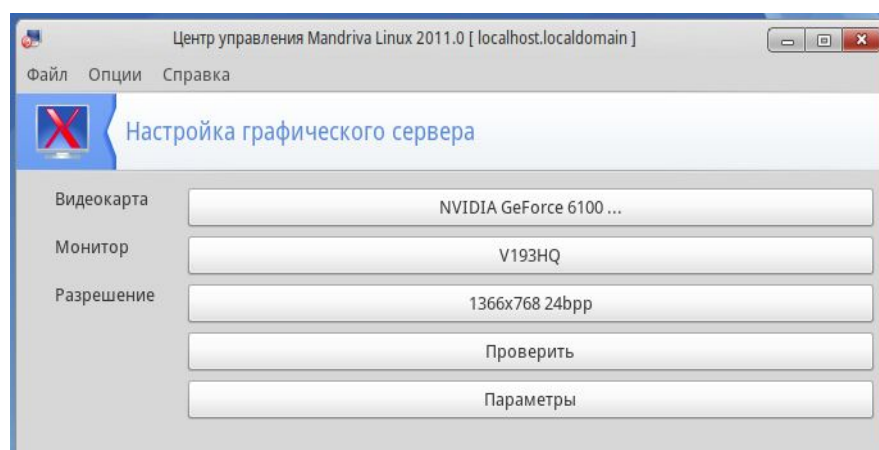 Центр управления Mandriva Linux 2011.0 [ localhost.localdomain ]
Файл Опции Справка
Настройка графического сервера
Видеокарта NVIDIA GeForce 6100 ...
Монитор V193HQ
Разрешение 1366x768 24bpp
Проверить
Параметры